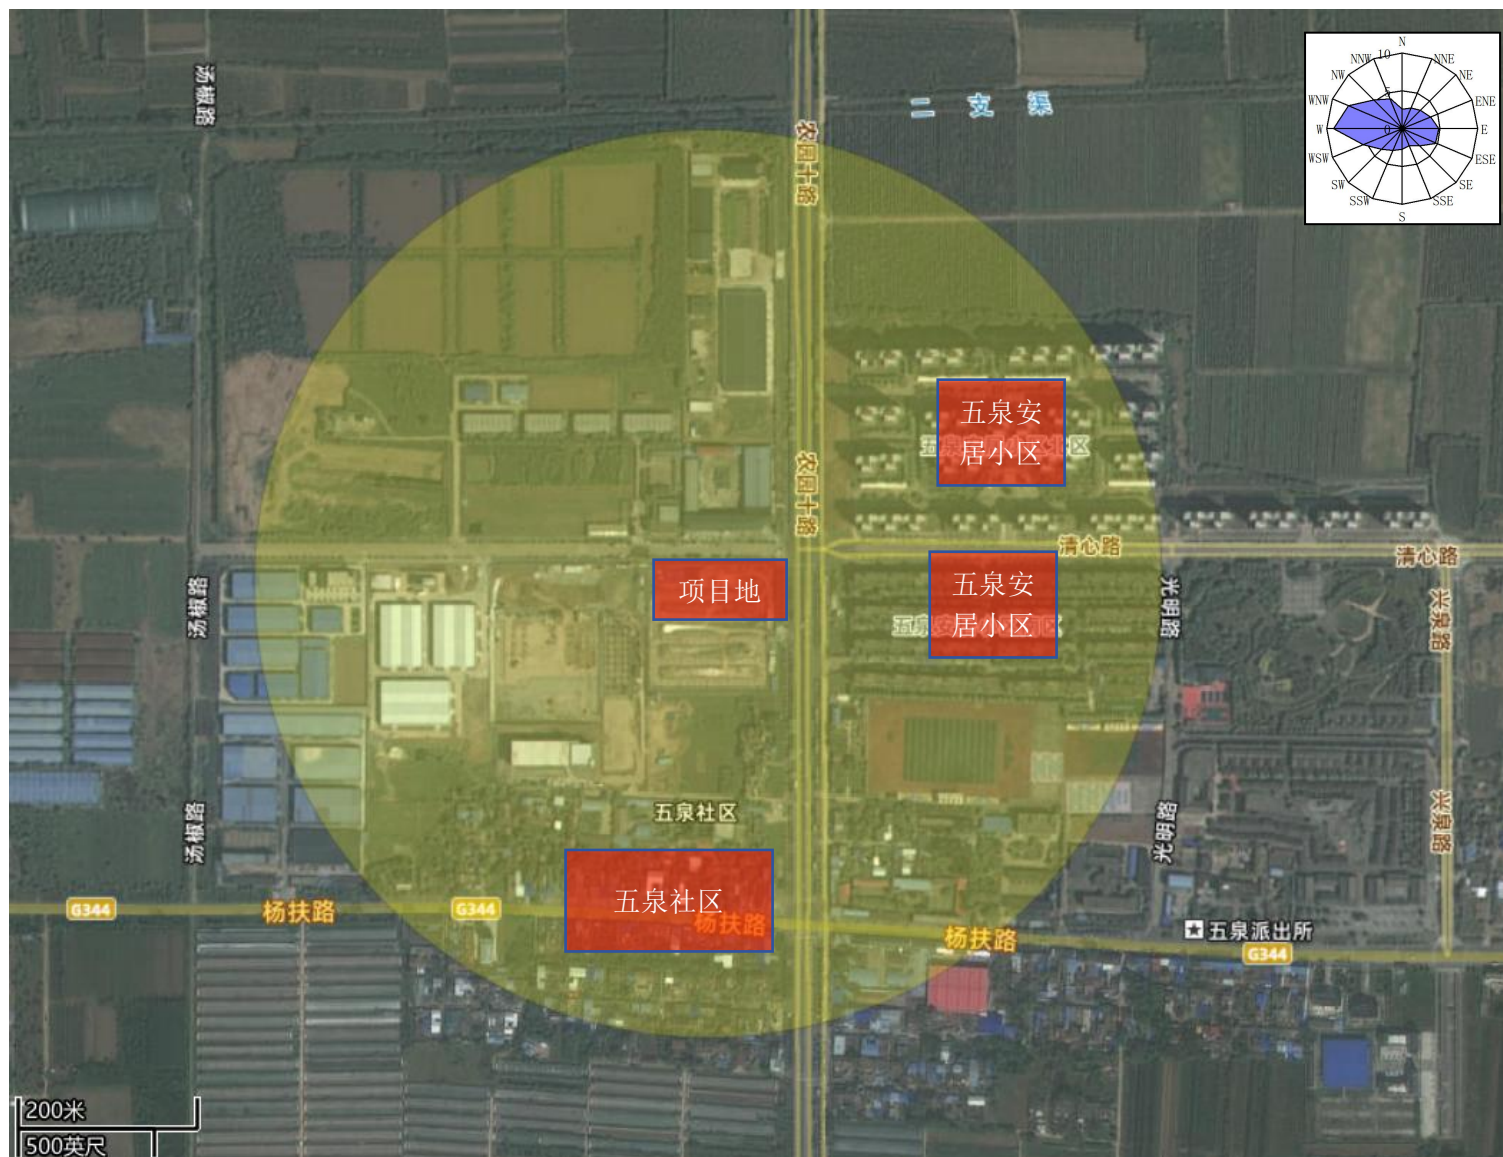 N
NNW
10
NNE
NW
NE
WNW
5
ENE
W
0
E
WSW
ESE
SW
SE
SSW
SSE
S
汤椒路
二支渠
农园十路
五泉安
居小区
北区
农园十路
清心路
清心路
项目地
五泉安
居小区
汤椒路
光明路
兴泉路
五泉社区
汤椒路
光明路
兴泉路
五泉社区
G344
杨扶路
G344
杨扶路
杨扶路
五泉派出所
G344
200米
500英尺